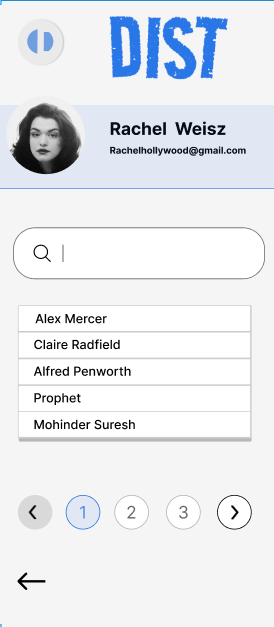 DIST
Rachel Weisz
Rachelhollywood@gmail.com
Alex Mercer
Claire Radfield
Alfred Penworth
Prophet
Mohinder Suresh
1 2 3